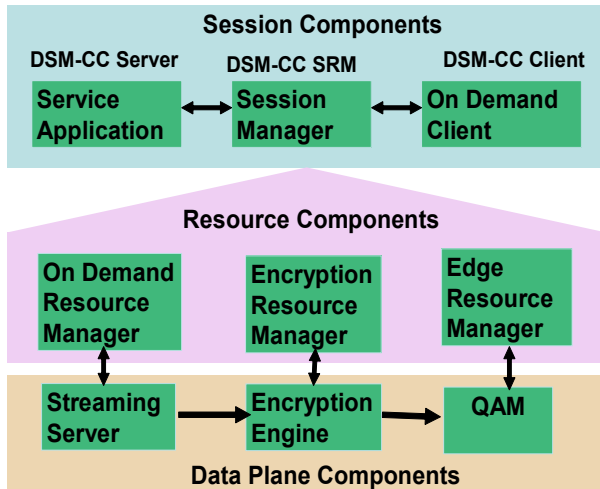 Session Components
DSM-CC Server
DSM-CC SRM
DSM-CC Client
Service
Application
Session
Manager
On Demand
Client
Resource Components
On Demand
Resource
Manager
Encryption
Resource
Manager
Edge
Resource
Manager
Streaming
Server
Encryption
Engine
QAM
Data Plane Components